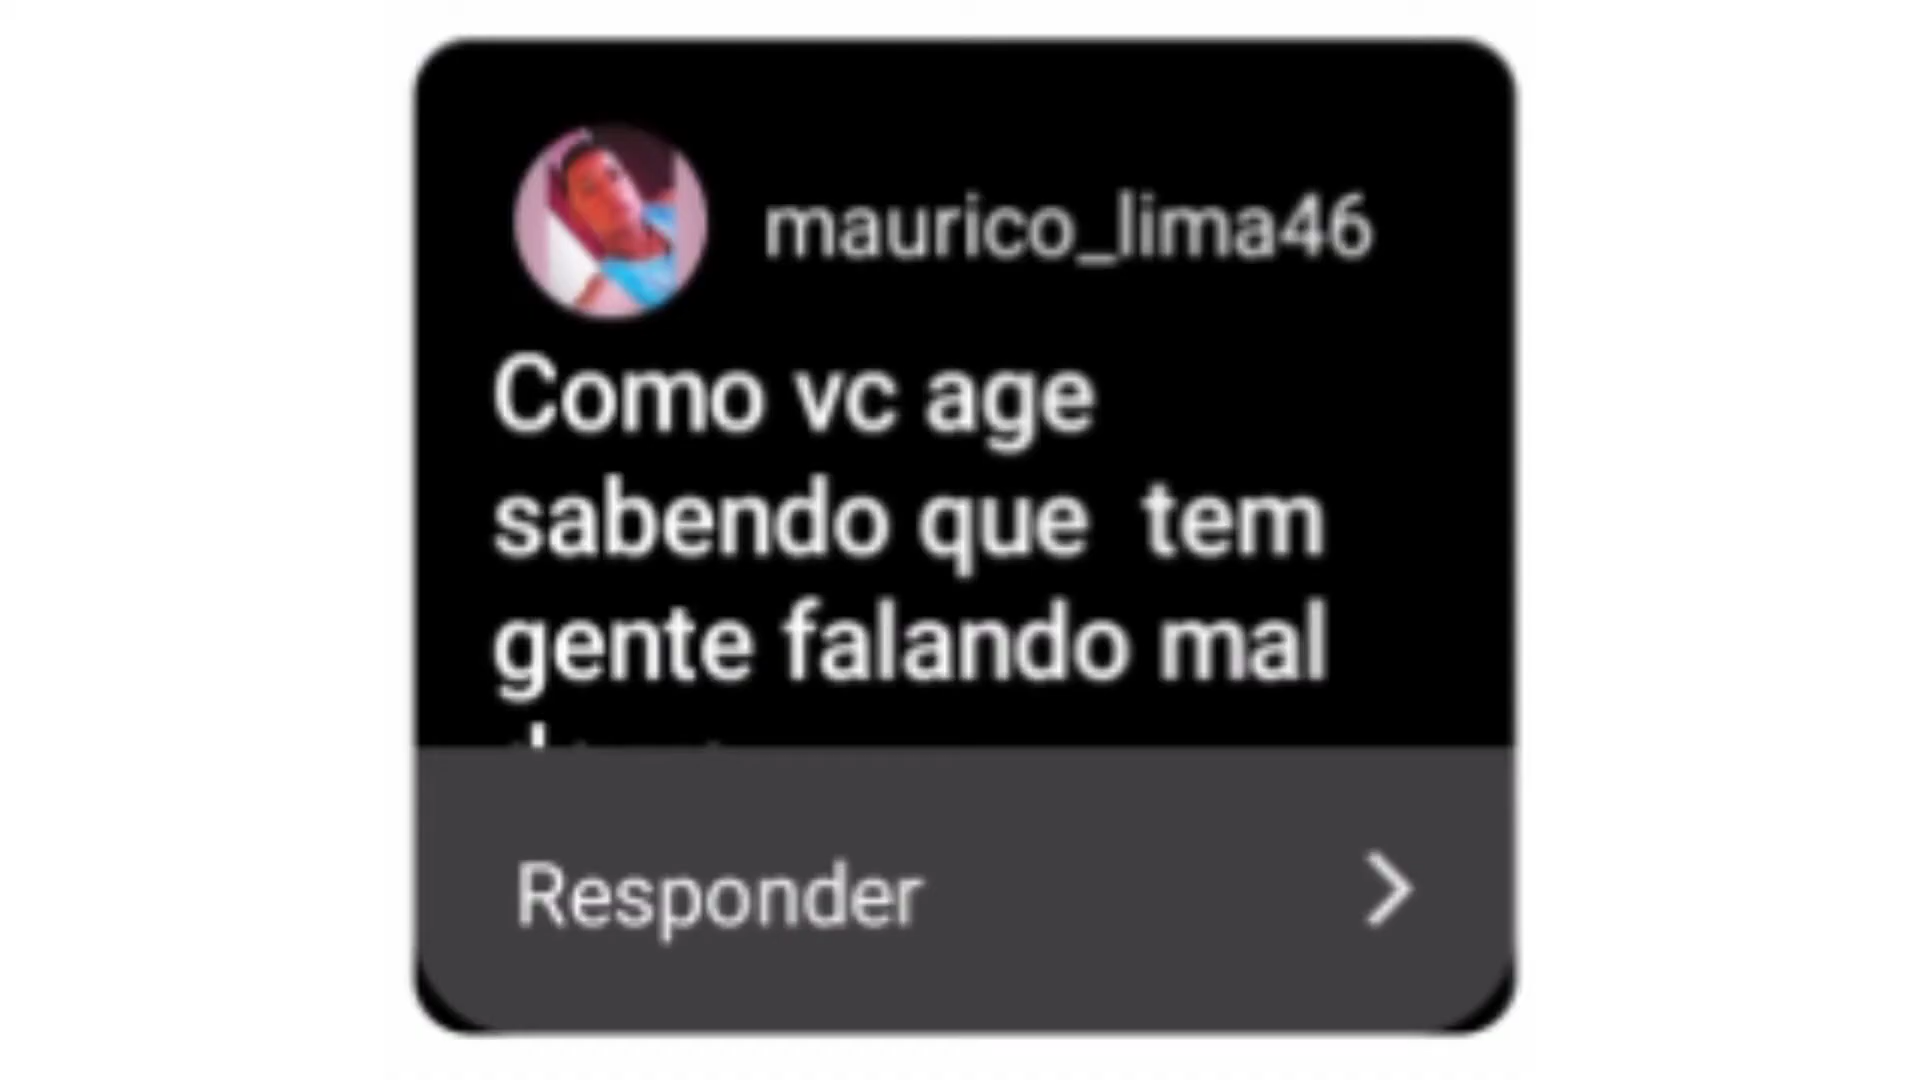 maurico_lima46
Como vc age
sabendo que  tem
gente falando mal
Responder